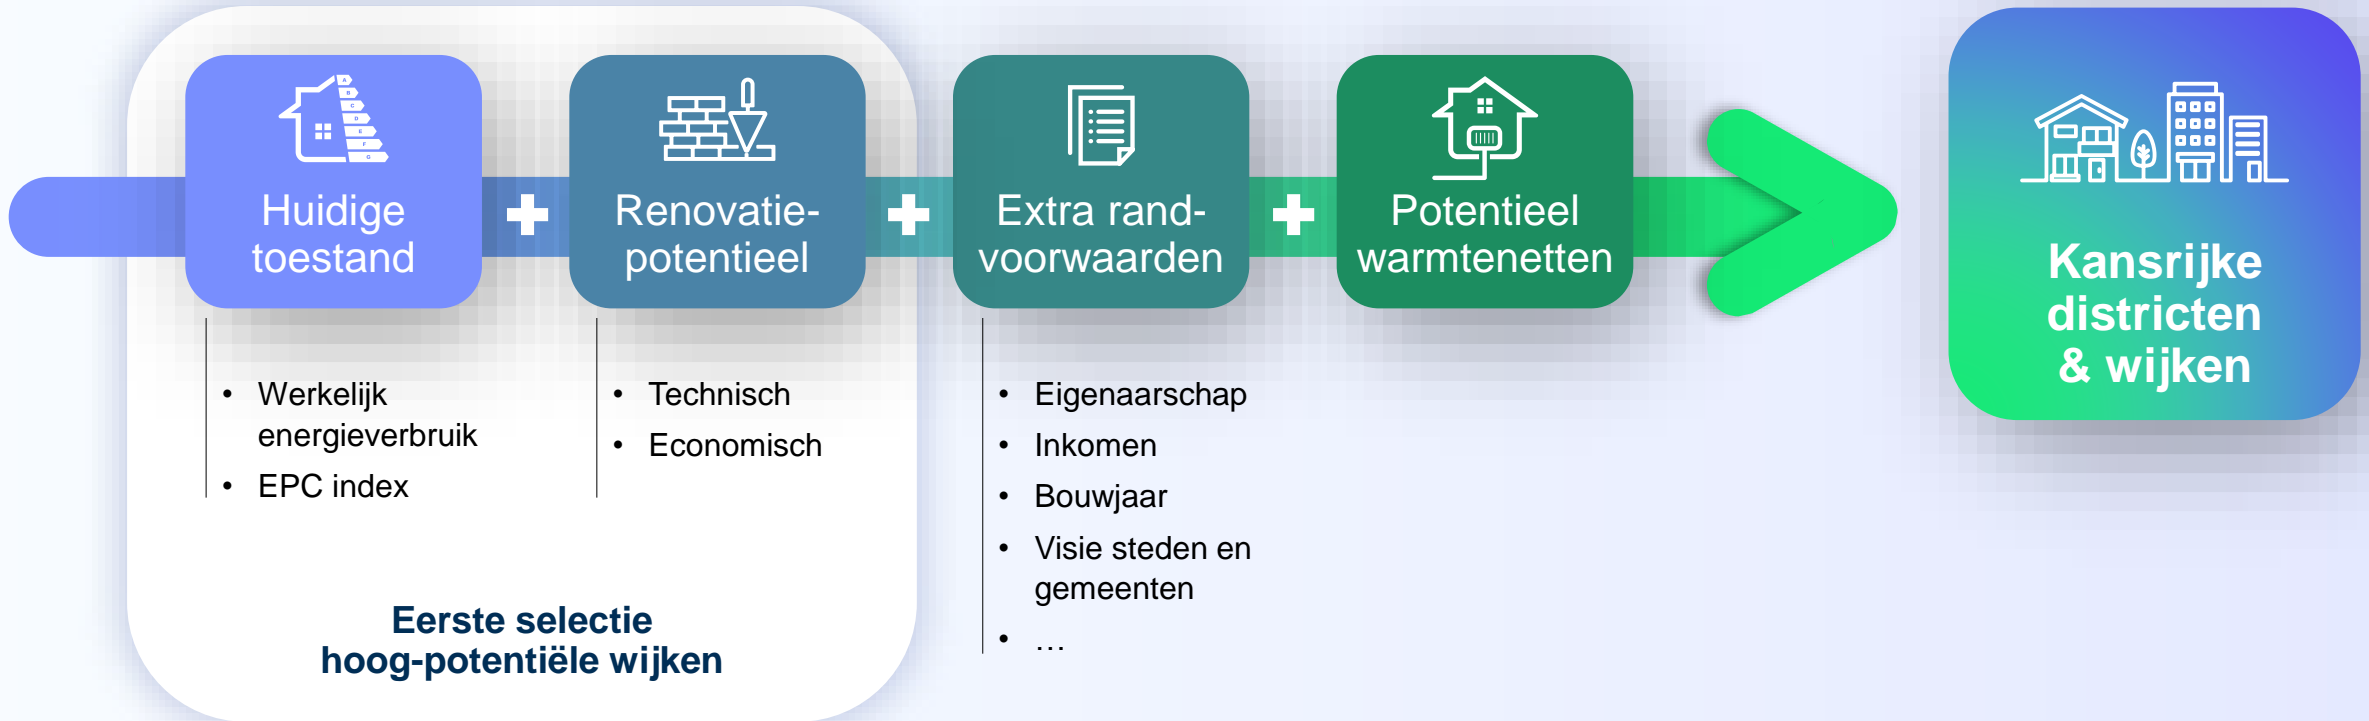 A
B
C
D
E
F
G
Huidige
toestand
Renovatie-
potentieel
Extra rand-
voorwaarden
Potentieel
warmtenetten
Kansrijke
districten
& wijken
• Werkelijk
energieverbruik
• EPC index
• Technisch
• Economisch
• Eigenaarschap
• Inkomen
• Bouwjaar
• Visie steden en
gemeenten
• …
Eerste selectie
hoog-potentiële wijken